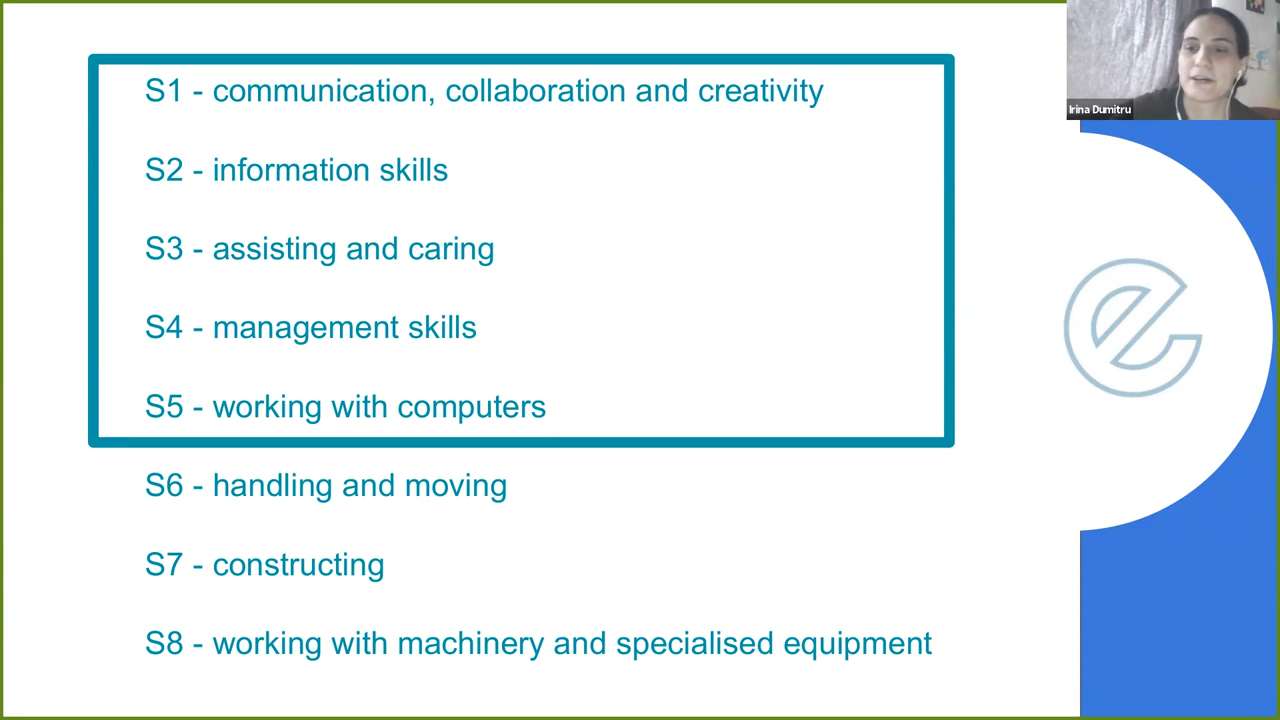 S1 - communication, collaboration and creativity
S2 - information skills
S3 - assisting and caring
S4 - management skills
S5 - working with computers
S6 - handling and moving
S7 - constructing
S8 - working with machinery and specialised equipment
Irina Dumitru